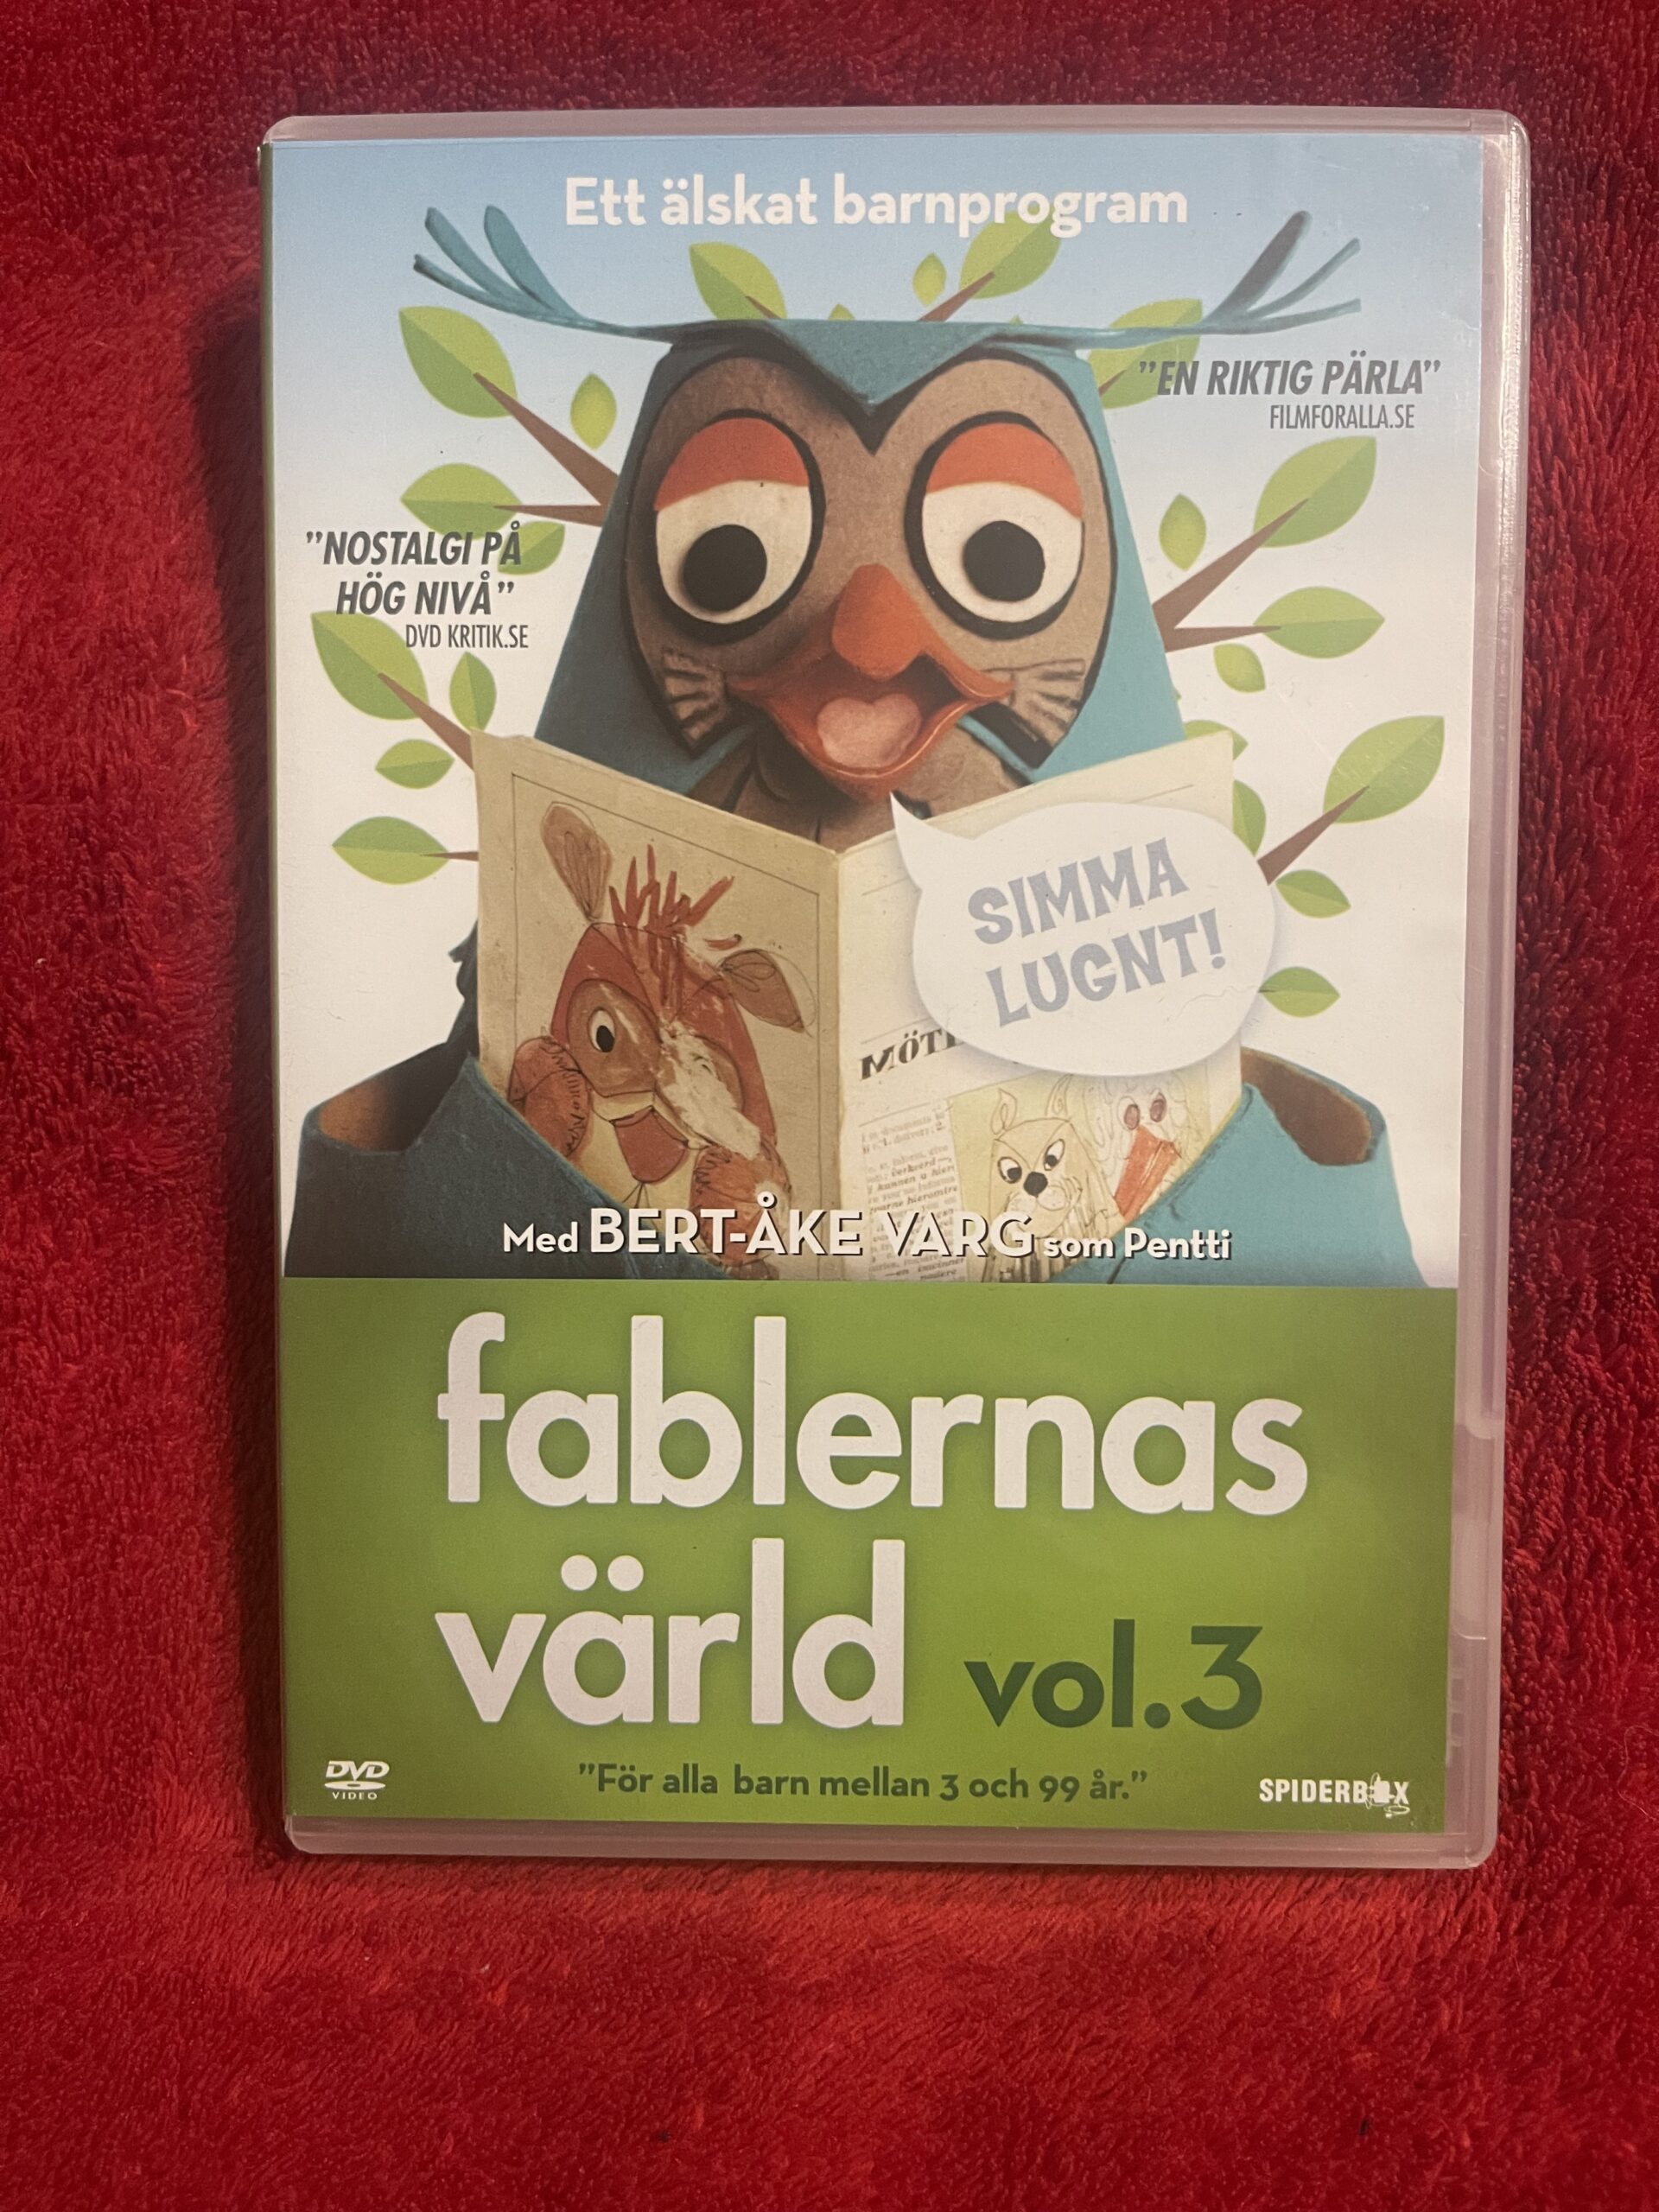 Ett älskat barnprogram
"EN RIKTIG PÄRLA"
FILMFORALLA.SE
"NOSTALGI PÅ
HÖG NIVÅ"
DVD KRITIK.SE
SIMMA
LUGNT!
Med BERT-ÅKE VARG som Pentti
fablernas
värld vol.3
"För alla barn mellan 3 och 99 år."
DVD
VIDEO
SPIDERBOX